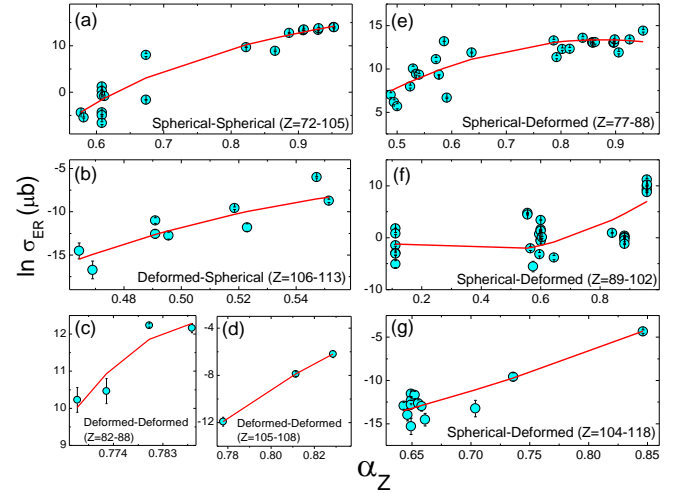 (a)
10
0
Spherical-Spherical (Z=72-105)
0.6 0.7 0.8 0.9
(e)
15
10
5
Spherical-Deformed (Z=77-88)
0.5 0.6 0.7 0.8 0.9
ln σ_ER (μb)
(b)
-5
-10
-15
Deformed-Spherical (Z=106-113)
0.48 0.50 0.52 0.54
(f)
10
0
-10
Spherical-Deformed (Z=89-102)
0.2 0.4 0.6 0.8
(c)
12
11
10
9
Deformed-Deformed
(Z=82-88)
0.774 0.783
(d)
-4
-8
-12
Deformed-Deformed
(Z=105-108)
0.78 0.80 0.82
(g)
-5
-10
-15
Spherical-Deformed (Z=104-118)
0.65 0.70 0.75 0.80 0.85
α_Z